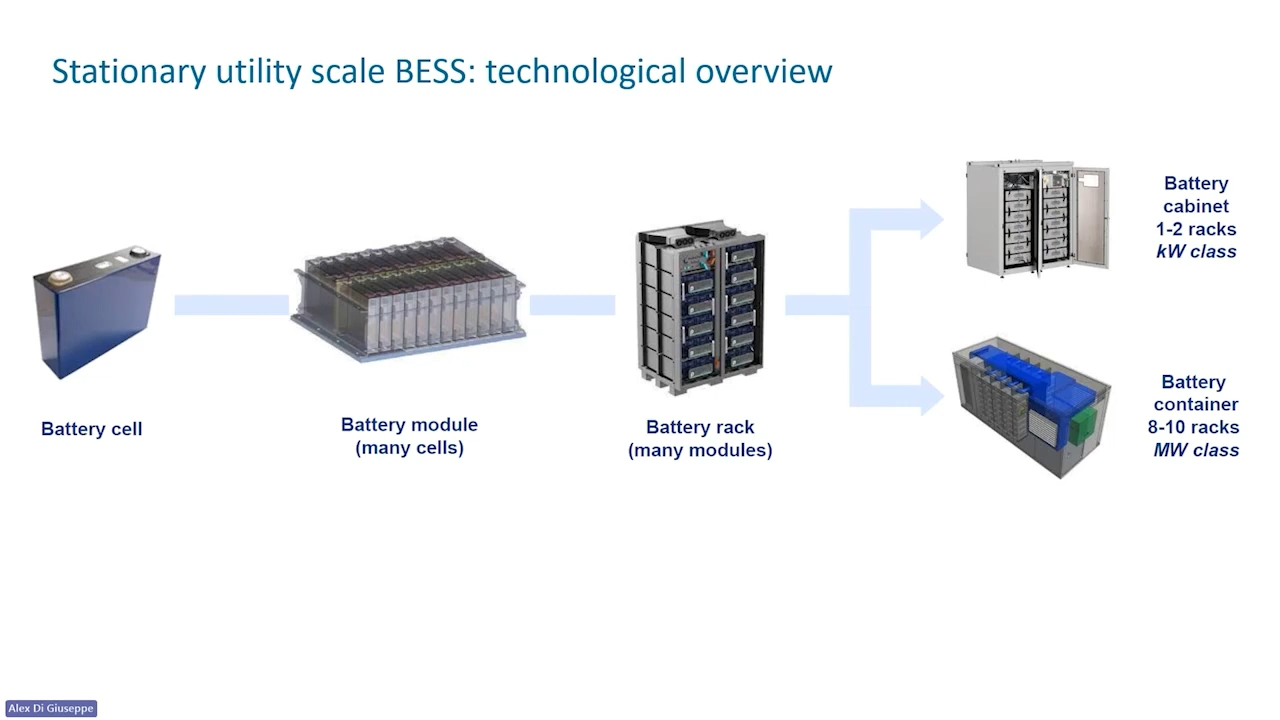 Stationary utility scale BESS: technological overview
Battery cell
Battery module
(many cells)
Battery rack
(many modules)
Battery
cabinet
1-2 racks
kW class
Battery
container
8-10 racks
MW class
Alex Di Giuseppe